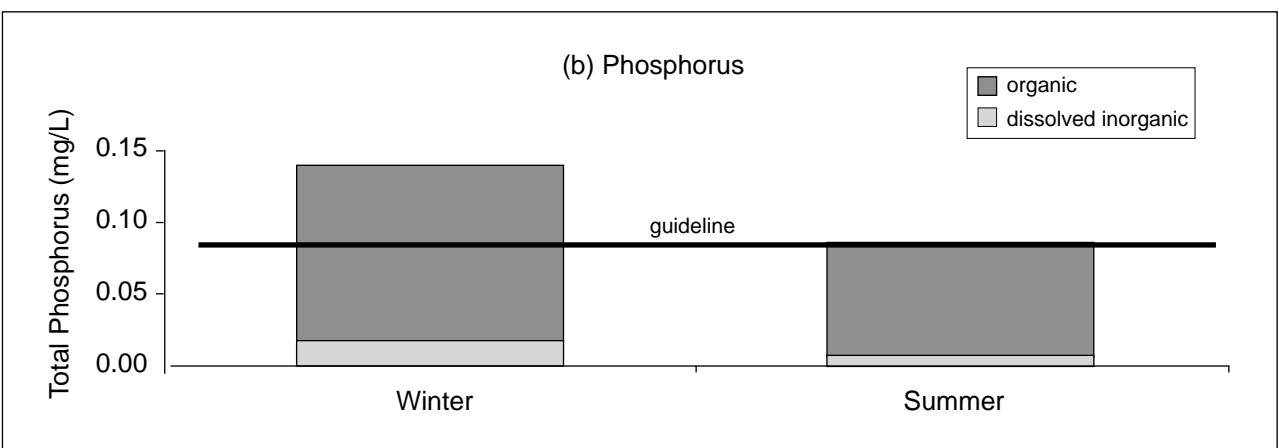 (b) Phosphorus
organic
dissolved inorganic
Total Phosphorus (mg/L)
0.15
0.10
0.05
0.00
guideline
Winter
Summer